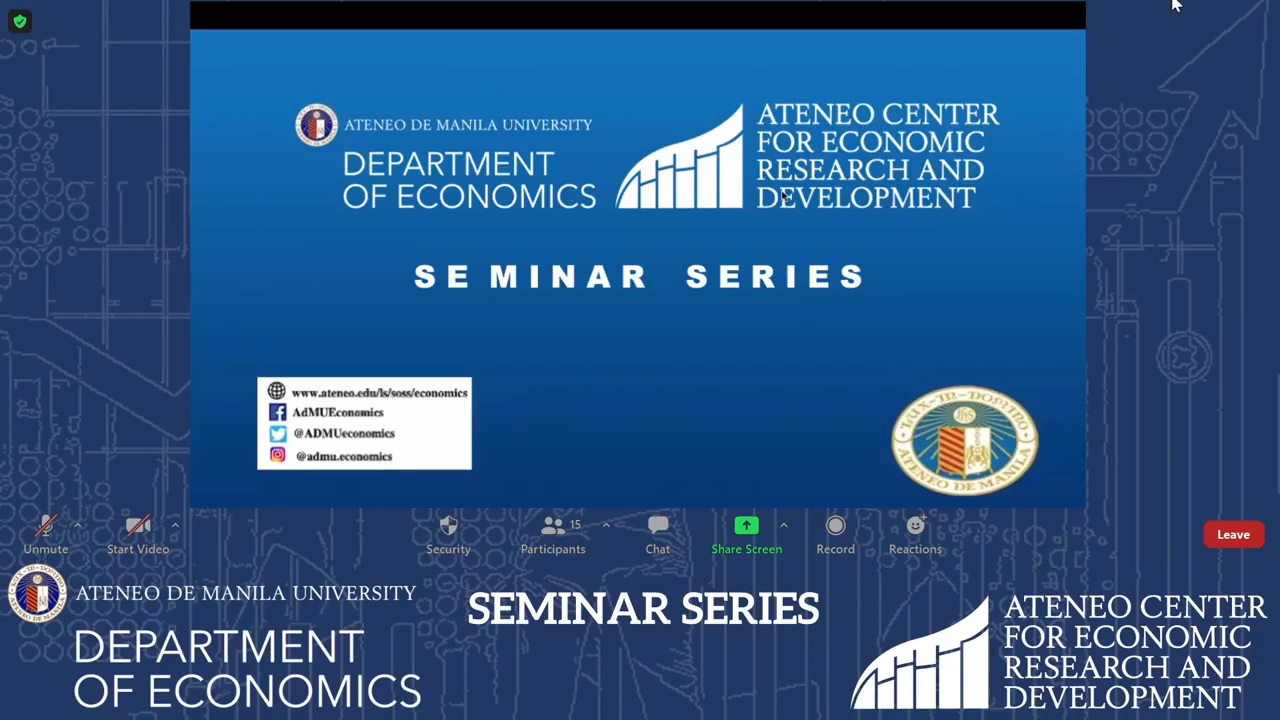 ATENEO DE MANILA UNIVERSITY
DEPARTMENT
OF ECONOMICS
ATENEO CENTER
FOR ECONOMIC
RESEARCH AND
DEVELOPMENT
SEMINAR SERIES
www.ateneo.edu/ls/soss/economics
AdMUEconomics
@ADMUeconomics
@admu.economics
LUX-IN-DOMINO
ATENEO DE MANILA
Unmute
Start Video
Security
15
Participants
Chat
Share Screen
Record
Reactions
Leave
ATENEO DE MANILA UNIVERSITY
DEPARTMENT
OF ECONOMICS
SEMINAR SERIES
ATENEO CENTER
FOR ECONOMIC
RESEARCH AND
DEVELOPMENT